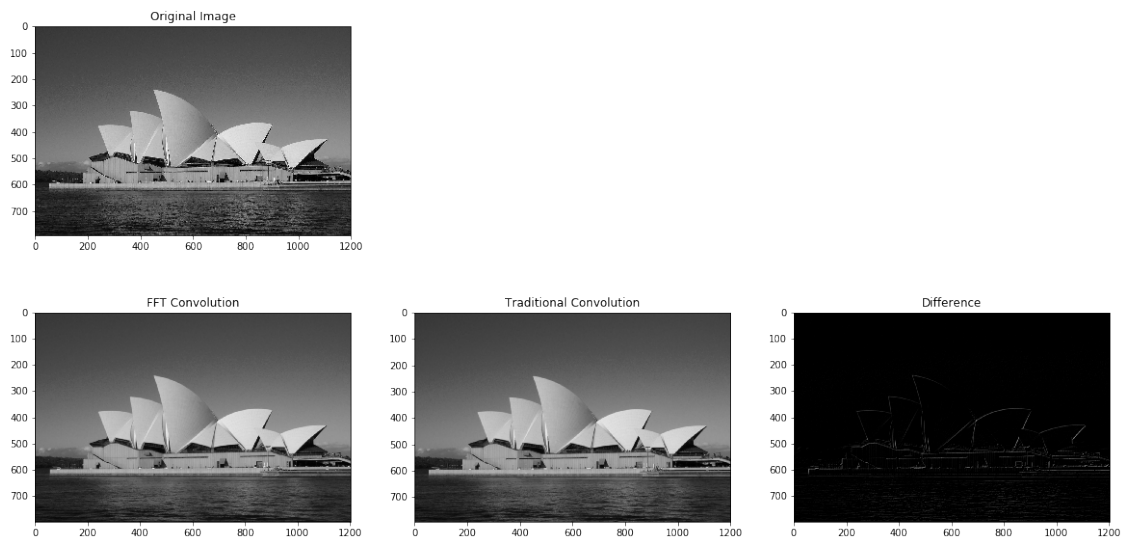 Original Image
0
100
200
300
400
500
600
700
0 200 400 600 800 1000 1200
FFT Convolution Traditional Convolution Difference
0 0 0
100 100 100
200 200 200
300 300 300
400 400 400
500 500 500
600 600 600
700 700 700
0 200 400 600 800 1000 1200 0 200 400 600 800 1000 1200 0 200 400 600 800 1000 1200